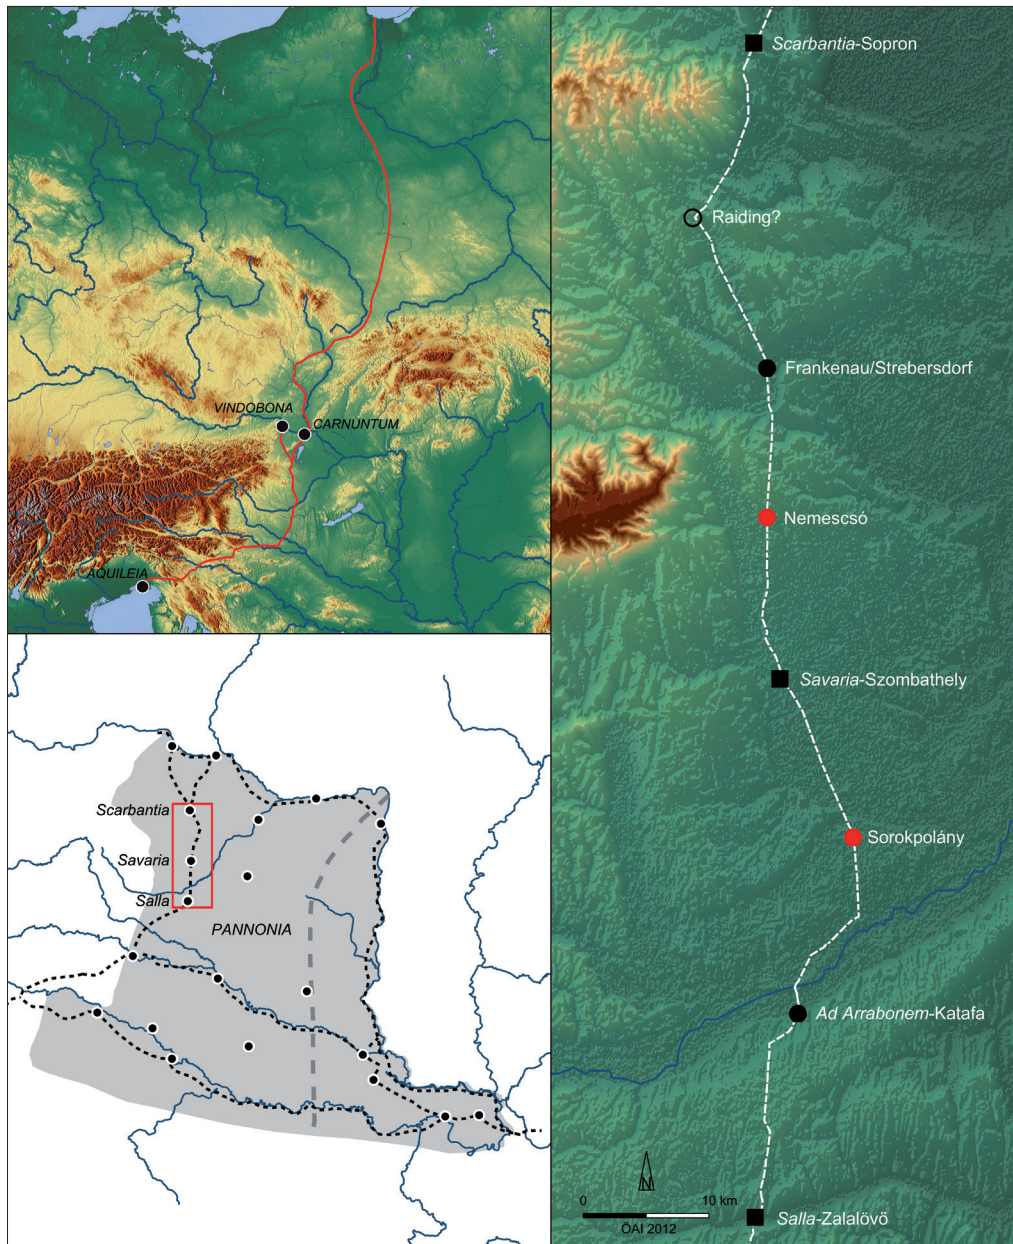 VINDOBONA
CARNUNTUM
AQUILEIA
Scarbantia
Savaria
Salla
PANNONIA
Scarbantia-Sopron
Raiding?
Frankenau/Strebersdorf
Nemescsó
Savaria-Szombathely
Sorokpolány
Ad Arrabonem-Katafa
N
0 10 km
ÖAI 2012
Salla-Zalalövő